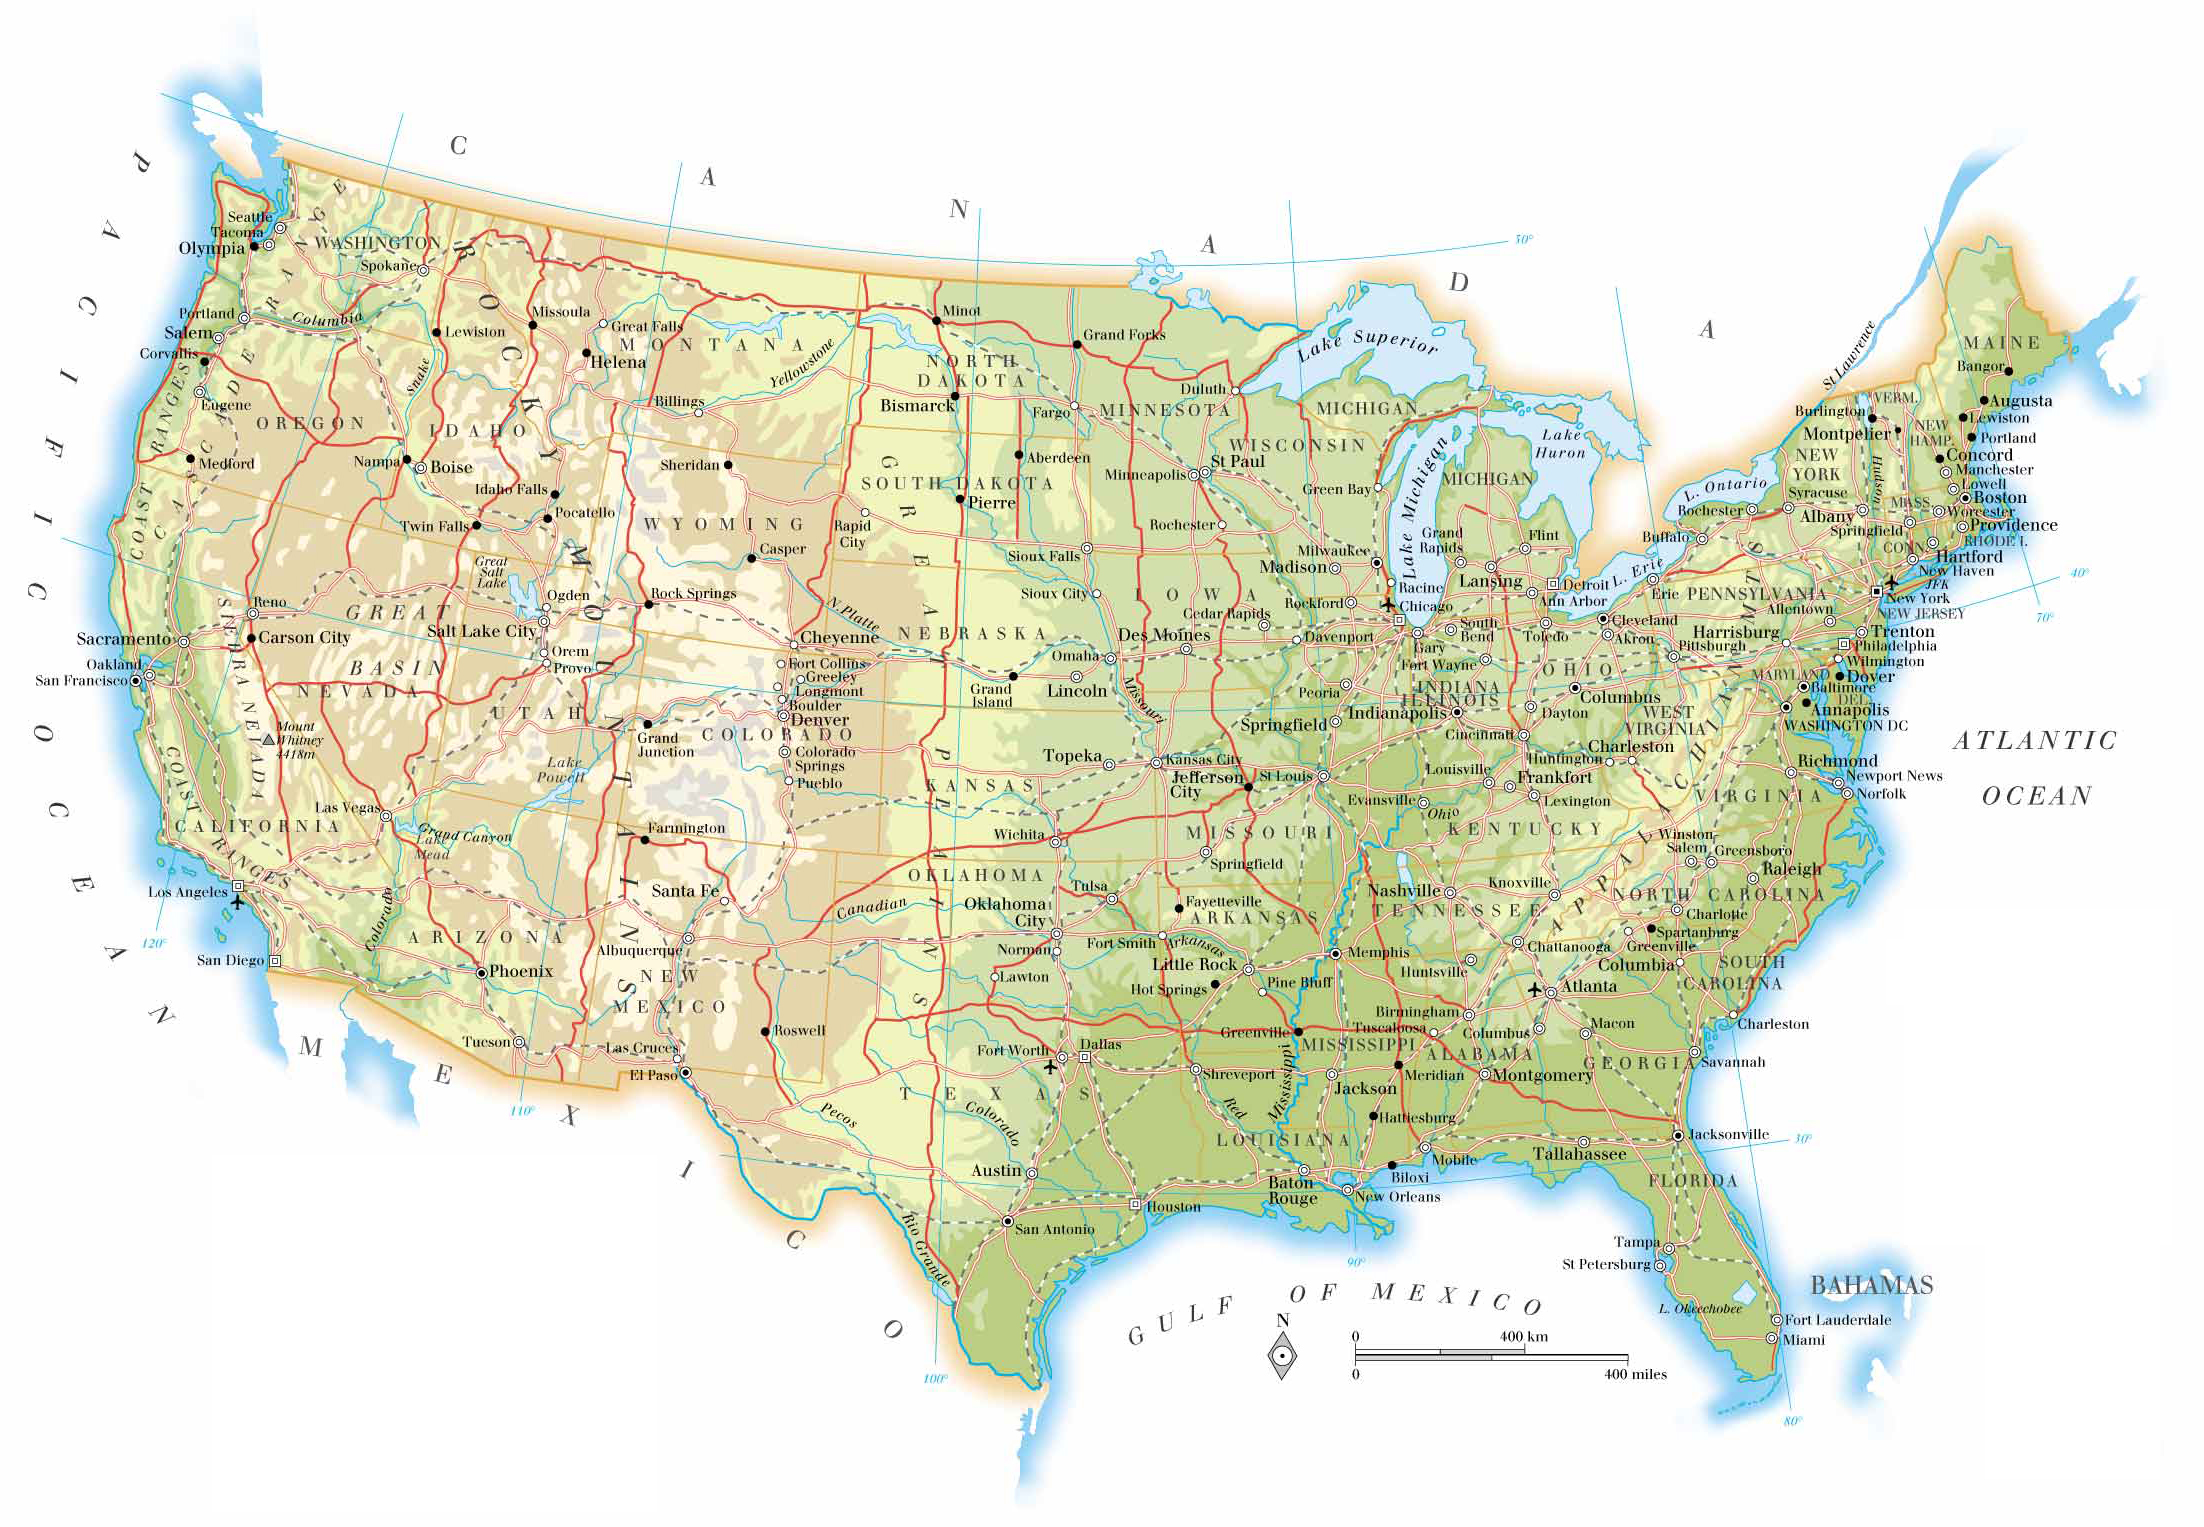 C A N A D A
P A C I F I C O C E A N
ATLANTIC
OCEAN
GULF OF MEXICO
M E X I C O
BAHAMAS
50°
40°
70°
30°
80°
90°
100°
110°
120°
Seattle
Tacoma
Olympia
WASHINGTON
Spokane
Portland
Columbia
Salem
Corvallis
Eugene
OREGON
Medford
COAST RANGES
CASCADE RANGE
Lewiston
Snake
IDAHO
Nampa
Boise
Idaho Falls
Pocatello
Twin Falls
ROCKY MOUNTAINS
Missoula
Great Falls
MONTANA
Helena
Yellowstone
Billings
Sheridan
WYOMING
Casper
Rock Springs
Cheyenne
N Platte
Great
Salt
Lake
Ogden
Salt Lake City
Orem
Provo
UTAH
Reno
Carson City
GREAT
BASIN
NEVADA
SIERRA NEVADA
Sacramento
Oakland
San Francisco
Mount
Whitney
4418m
Las Vegas
COAST RANGES
CALIFORNIA
Los Angeles
San Diego
Grand Canyon
Lake
Mead
Lake
Powell
Colorado
ARIZONA
Phoenix
Tucson
Fort Collins
Greeley
Longmont
Boulder
Denver
COLORADO
Grand
Junction
Colorado
Springs
Pueblo
Farmington
Santa Fe
Albuquerque
NEW
MEXICO
Roswell
Las Cruces
El Paso
Minot
Grand Forks
NORTH
DAKOTA
Bismarck
Fargo
Aberdeen
SOUTH DAKOTA
Pierre
Rapid
City
Sioux Falls
GREAT PLAINS
NEBRASKA
Grand
Island
Omaha
Lincoln
Sioux City
Missouri
KANSAS
Topeka
Kansas City
Wichita
OKLAHOMA
Tulsa
Oklahoma
City
Norman
Lawton
Canadian
TEXAS
Fort Worth
Dallas
Pecos
Colorado
Austin
San Antonio
Houston
Rio Grande
MINNESOTA
Duluth
Minneapolis
St Paul
Rochester
IOWA
Cedar Rapids
Des Moines
Davenport
MISSOURI
Jefferson
City
St Louis
Springfield
ARKANSAS
Fayetteville
Fort Smith
Arkansas
Little Rock
Hot Springs
Pine Bluff
LOUISIANA
Shreveport
Red
Baton
Rouge
New Orleans
Lake Superior
WISCONSIN
Green Bay
Milwaukee
Madison
Racine
MICHIGAN
MICHIGAN
Lake Michigan
Lake
Huron
Grand
Rapids
Flint
Lansing
Detroit
Ann Arbor
Rockford
Chicago
Peoria
ILLINOIS
Springfield
Gary
South
Bend
Fort Wayne
INDIANA
Indianapolis
Evansville
Ohio
Toledo
Cleveland
Akron
OHIO
Columbus
Dayton
Cincinnati
Louisville
Frankfort
Lexington
KENTUCKY
Huntington
Charleston
WEST
VIRGINIA
Nashville
TENNESSEE
Knoxville
Chattanooga
Memphis
Greenville
MISSISSIPPI
Mississippi
Jackson
Meridian
Hattiesburg
Biloxi
Huntsville
Birmingham
Tuscaloosa
ALABAMA
Montgomery
Mobile
Columbus
Atlanta
Macon
GEORGIA
Savannah
Tallahassee
Jacksonville
FLORIDA
Tampa
St Petersburg
L. Okeechobee
Fort Lauderdale
Miami
APPALACHIAN MTS
NORTH CAROLINA
Winston
Salem
Greensboro
Raleigh
Charlotte
Spartanburg
Greenville
Columbia
SOUTH
CAROLINA
Charleston
VIRGINIA
Richmond
Newport News
Norfolk
MARYLAND
Baltimore
Annapolis
WASHINGTON DC
DEL.
Dover
Wilmington
Philadelphia
Trenton
Harrisburg
Pittsburgh
Allentown
PENNSYLVANIA
Erie
L. Erie
L. Ontario
Buffalo
Rochester
Syracuse
Albany
NEW
YORK
Hudson
NEW JERSEY
New York
JFK
New Haven
Hartford
CONN.
RHODE I.
Providence
Worcester
Springfield
MASS
Boston
Lowell
Manchester
Concord
Portland
Lewiston
Augusta
Bangor
MAINE
NEW
HAMP.
VERM.
Burlington
Montpelier
St Lawrence
N
0
400 km
0
400 miles